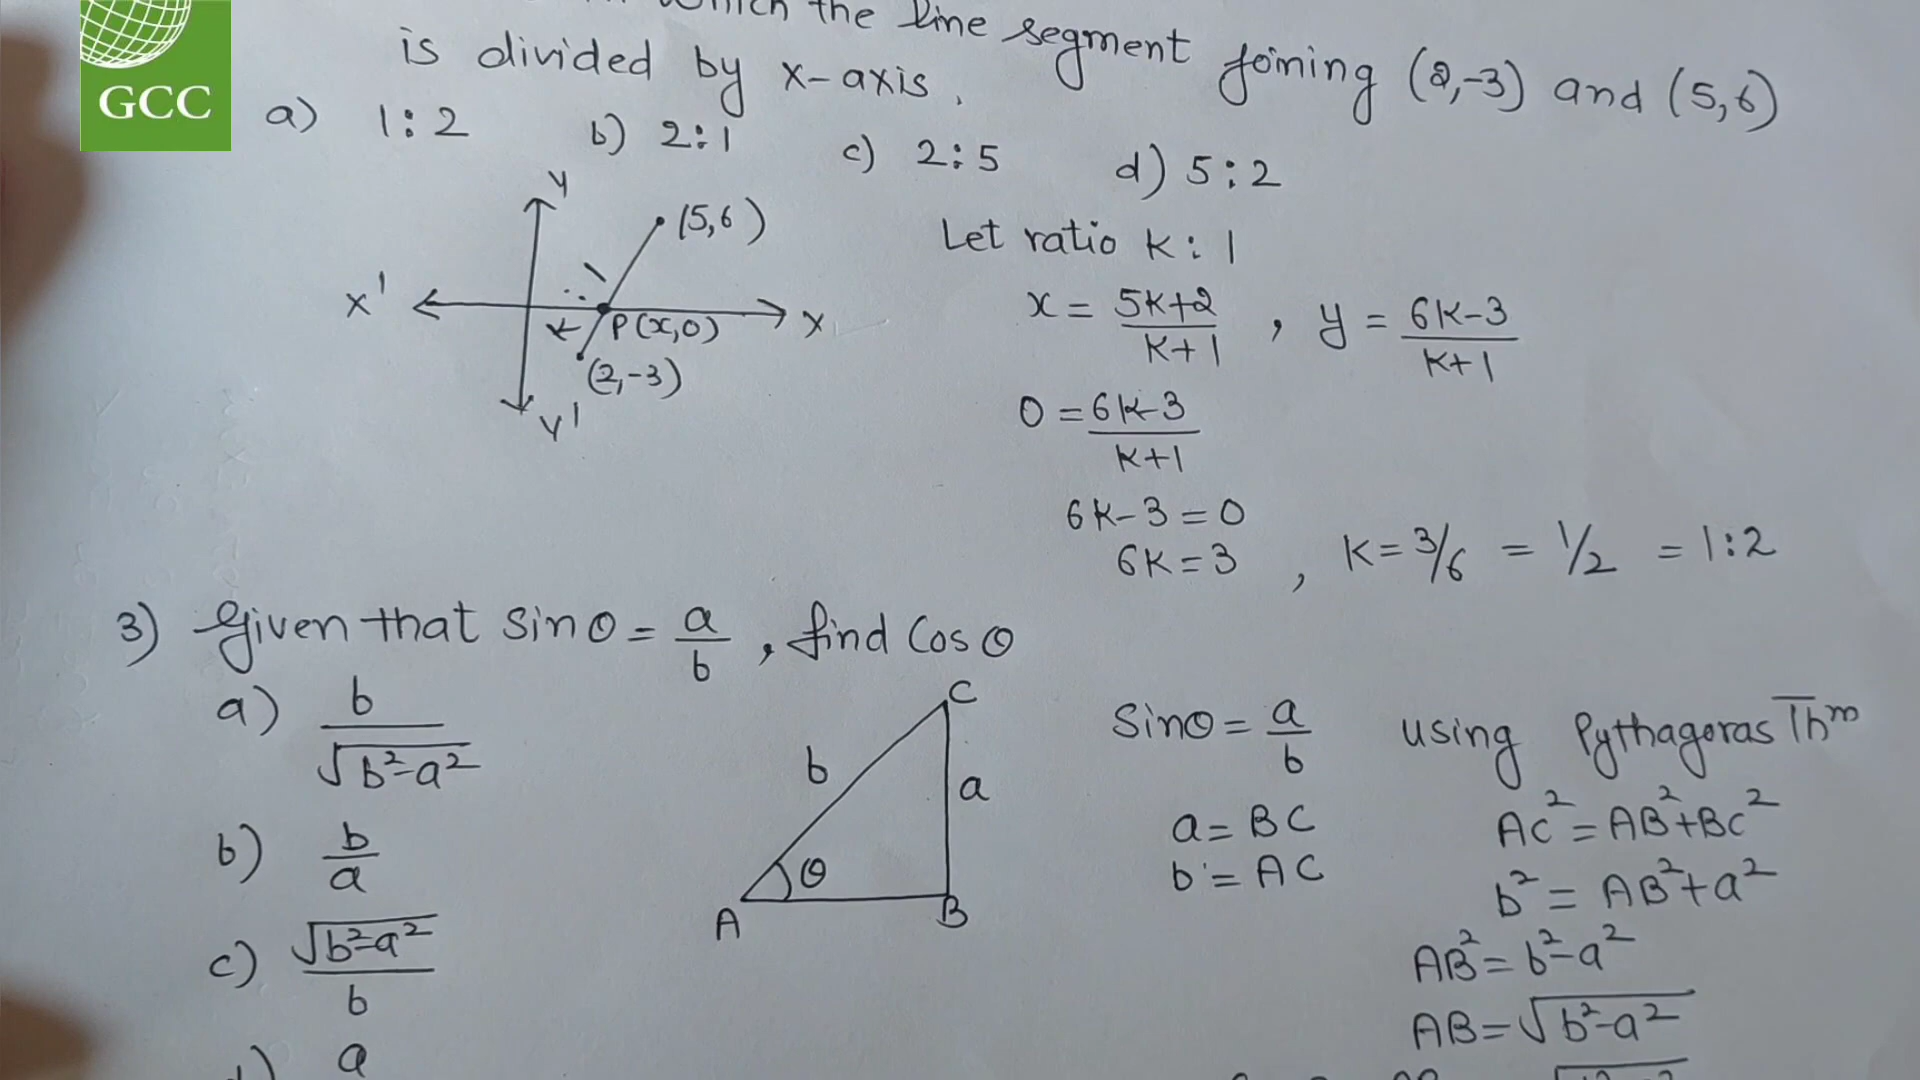 GCC
which the line segment joining (2,-3) and (5,6)
is divided by x-axis.
a) 1:2 b) 2:1 c) 2:5 d) 5:2
Y
(5,6)
X' X
P(x,0)
(2,-3)
Y'
Let ratio K:1
x = 5K+2/K+1 , y = 6K-3/K+1
0 = 6K-3/K+1
6K-3=0
6K=3 , K=3/6 = 1/2 = 1:2
3) Given that sinθ = a/b , find Cosθ
a) b/√b²-a²
b) b/a
c) √b²-a²/b
a
C
b
a
θ
A
B
Sinθ = a/b
a = BC
b = AC
using Pythagoras Thm
AC² = AB²+BC²
b² = AB²+a²
AB² = b²-a²
AB = √b²-a²